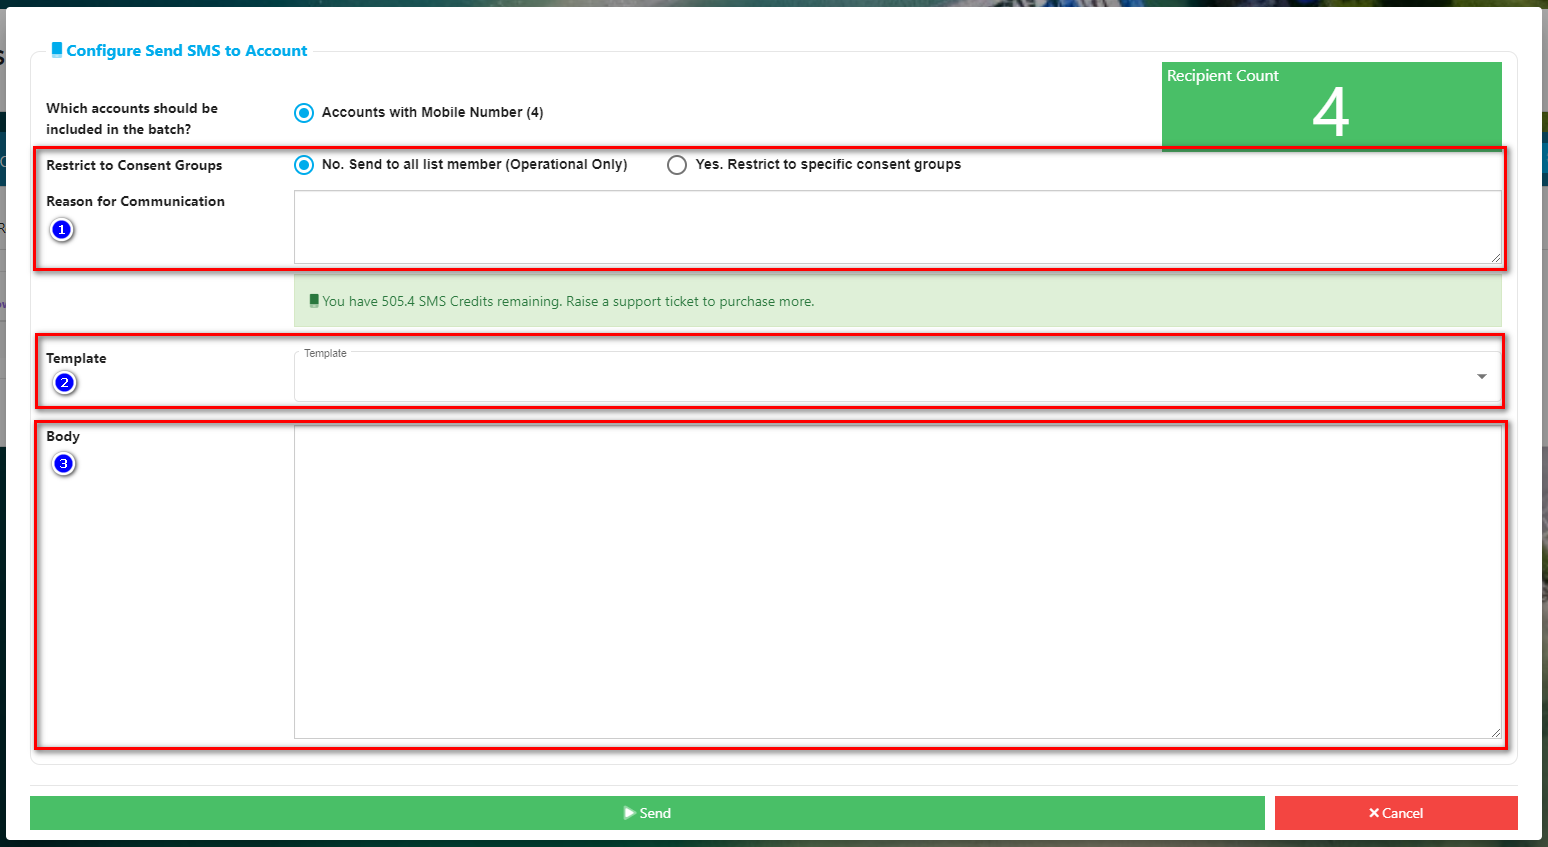 Configure Send SMS to Account
Recipient Count
4
Which accounts should be
included in the batch?
Accounts with Mobile Number (4)
Restrict to Consent Groups
No. Send to all list member (Operational Only)
Yes. Restrict to specific consent groups
Reason for Communication
1
You have 505.4 SMS Credits remaining. Raise a support ticket to purchase more.
Template
Template
2
Body
3
Send
Cancel